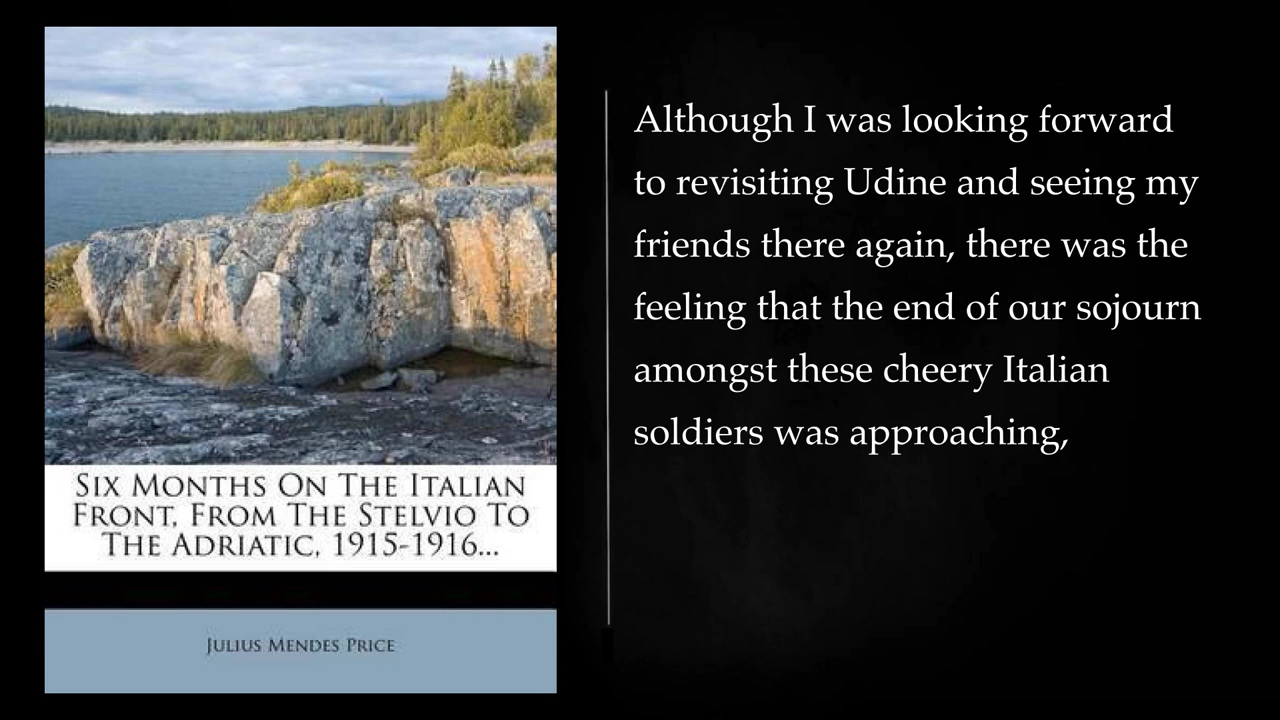 Six Months On The Italian
Front, From The Stelvio To
The Adriatic, 1915-1916...
Julius Mendes Price
Although I was looking forward
to revisiting Udine and seeing my
friends there again, there was the
feeling that the end of our sojourn
amongst these cheery Italian
soldiers was approaching,